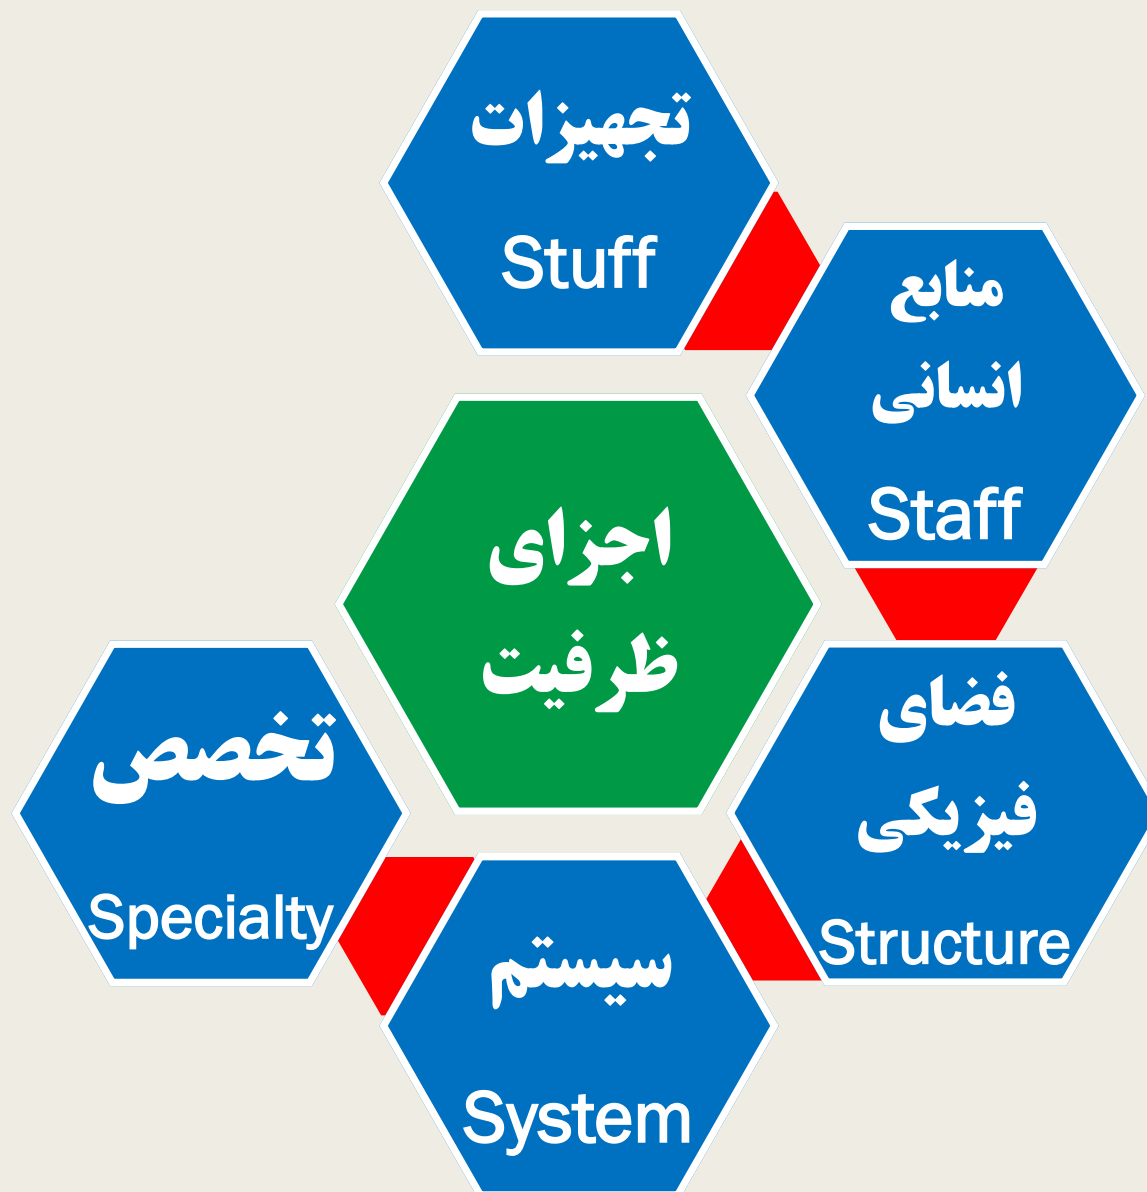 تجهیزات
Stuff
منابع
انسانی
Staff
اجزای
ظرفیت
فضای
فیزیکی
Structure
سیستم
System
تخصص
Specialty